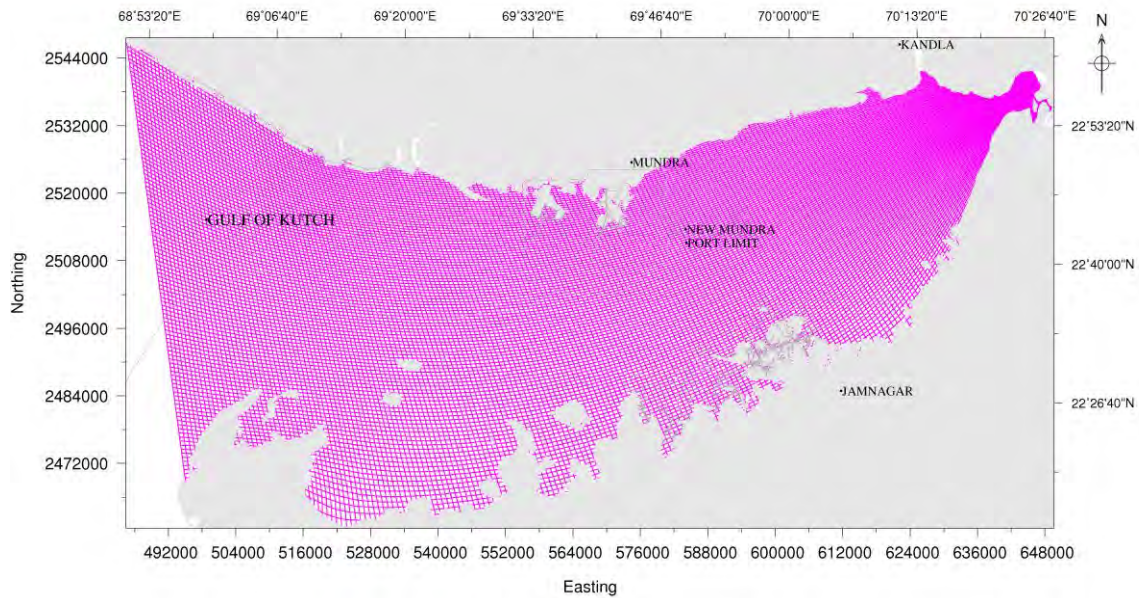 68°53'20"E 69°06'40"E 69°20'00"E 69°33'20"E 69°46'40"E 70°00'00"E 70°13'20"E 70°26'40"E
N
KANDLA
2544000
2532000
22°53'20"N
MUNDRA
2520000
GULF OF KUTCH
NEW MUNDRA
PORT LIMIT
2508000
22°40'00"N
Northing
2496000
2484000
JAMNAGAR
22°26'40"N
2472000
492000 504000 516000 528000 540000 552000 564000 576000 588000 600000 612000 624000 636000 648000
Easting